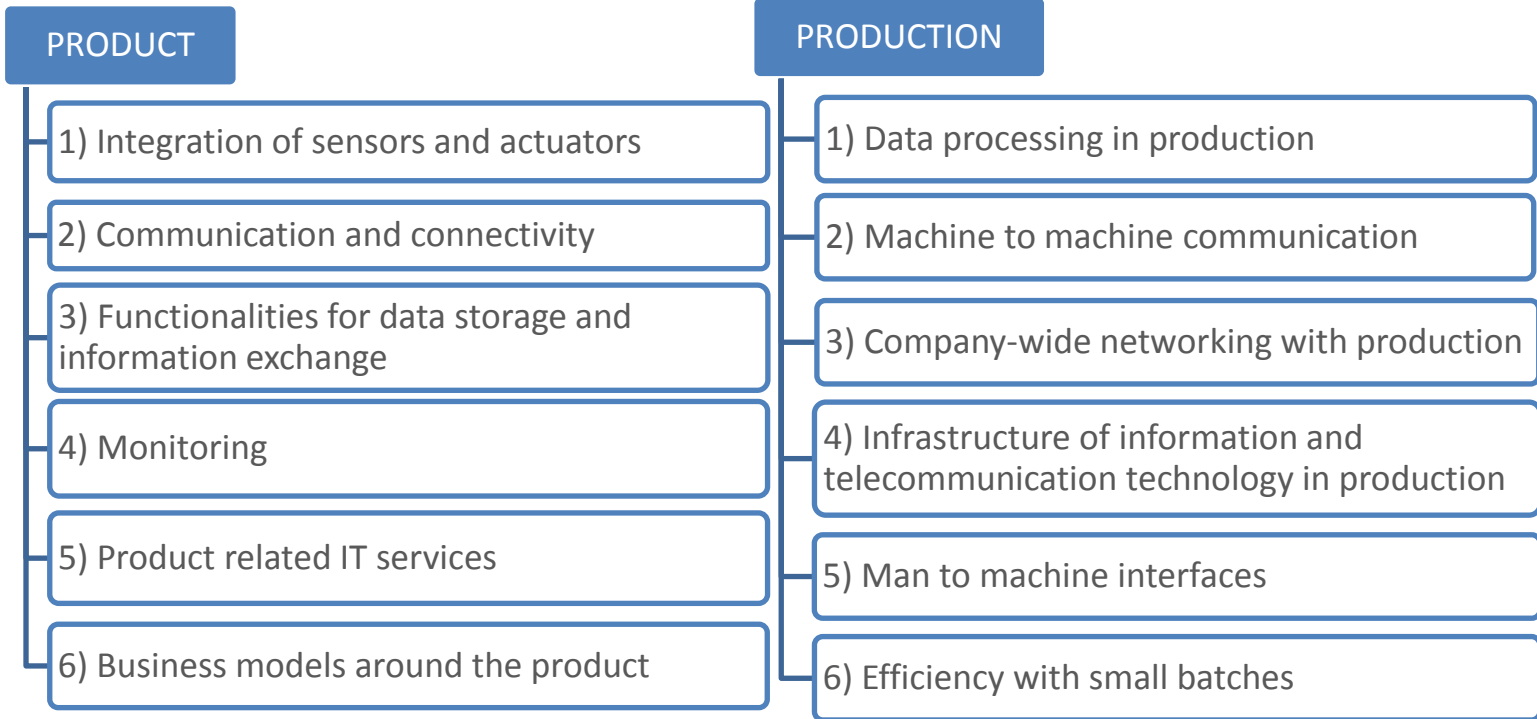 PRODUCT
1) Integration of sensors and actuators
2) Communication and connectivity
3) Functionalities for data storage and
information exchange
4) Monitoring
5) Product related IT services
6) Business models around the product
PRODUCTION
1) Data processing in production
2) Machine to machine communication
3) Company-wide networking with production
4) Infrastructure of information and
telecommunication technology in production
5) Man to machine interfaces
6) Efficiency with small batches